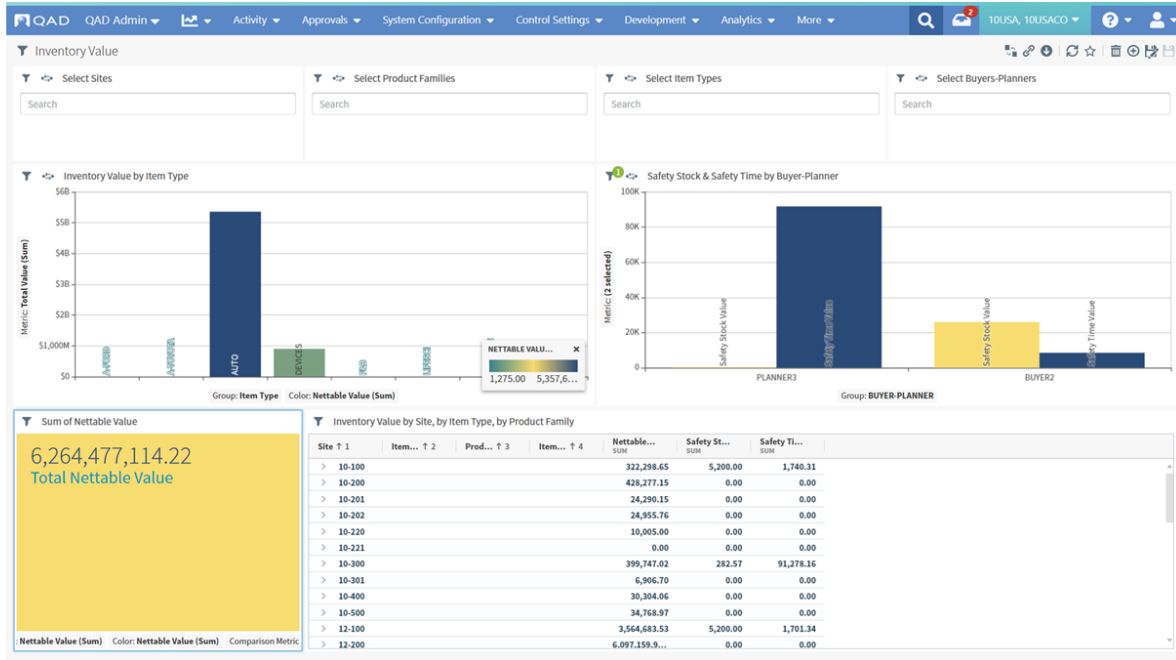 QAD QAD Admin Activity Approvals System Configuration Control Settings Development Analytics More 2 10USA, 10USACO ?
Inventory Value
Select Sites Select Product Families Select Item Types Select Buyers-Planners
Search Search Search Search
Inventory Value by Item Type
$6B
$5B
$4B
$3B
$2B
$1,000M
$0
Metric: Total Value (Sum)
AUTO
DEVICES
NETTABLE VALU... ×
1,275.00 5,357,6...
Group: Item Type Color: Nettable Value (Sum)
1 Safety Stock & Safety Time by Buyer-Planner
100K
80K
60K
40K
20K
0
Metric: (2 selected)
Safety Stock Value
Safety Time Value
Safety Stock Value
Safety Time Value
PLANNER3 BUYER2
Group: BUYER-PLANNER
Sum of Nettable Value
6,264,477,114.22
Total Nettable Value
: Nettable Value (Sum) Color: Nettable Value (Sum) Comparison Metric
Inventory Value by Site, by Item Type, by Product Family
Site ↑ 1 Item... ↑ 2 Prod... ↑ 3 Item... ↑ 4 Nettable... Safety St... Safety Ti...
SUM SUM SUM
10-100 322,298.65 5,200.00 1,740.31
10-200 428,277.15 0.00 0.00
10-201 24,290.15 0.00 0.00
10-202 24,955.76 0.00 0.00
10-220 10,005.00 0.00 0.00
10-221 0.00 0.00 0.00
10-300 399,747.02 282.57 91,278.16
10-301 6,906.70 0.00 0.00
10-400 30,304.06 0.00 0.00
10-500 34,768.97 0.00 0.00
12-100 3,564,683.53 5,200.00 1,701.34
12-200 6,097,159.9... 0.00 0.00